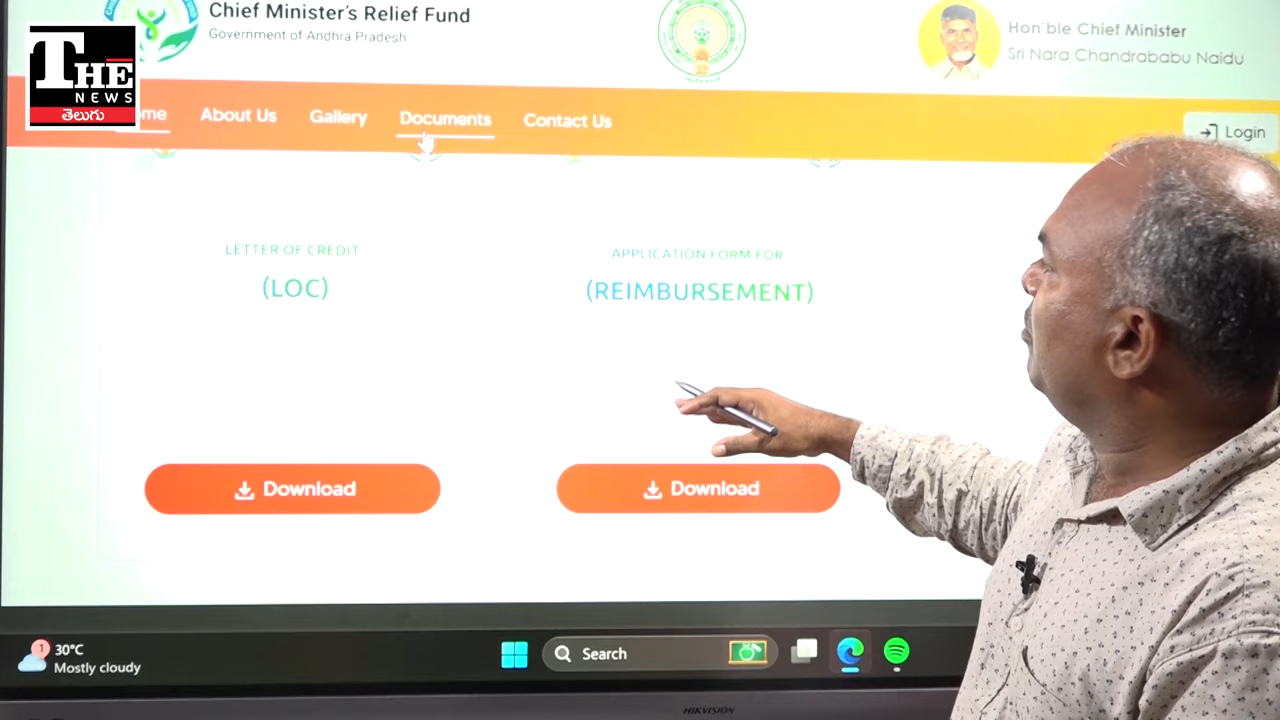 THE
NEWS
తెలుగు
Chief Minister's Relief Fund
Government of Andhra Pradesh
Hon'ble Chief Minister
Sri Nara Chandrababu Naidu
ome
About Us
Gallery
Documents
Contact Us
Login
LETTER OF CREDIT
(LOC)
APPLICATION FORM FOR
(REIMBURSEMENT)
Download
Download
1
30°C
Mostly cloudy
Search
HIKVISION